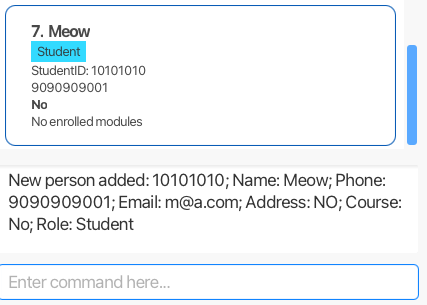 7. Meow
Student
StudentID: 10101010
9090909001
No
No enrolled modules
New person added: 10101010; Name: Meow; Phone:
9090909001; Email: m@a.com; Address: NO; Course:
No; Role: Student
Enter command here...